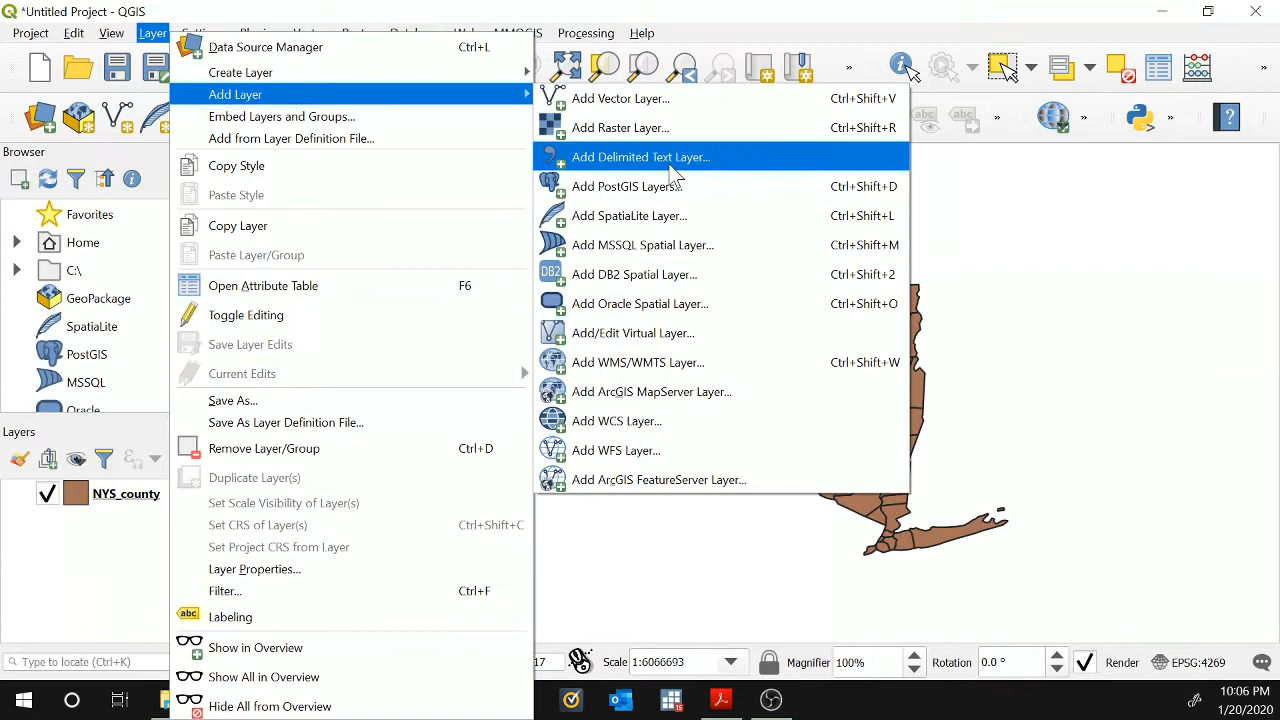 *Untitled Project - QGIS
Project Edit View Layer Processing Help
Data Source Manager Ctrl+L
Create Layer
Add Layer
Embed Layers and Groups...
Add from Layer Definition File...
Copy Style
Paste Style
Copy Layer
Paste Layer/Group
Open Attribute Table F6
Toggle Editing
Save Layer Edits
Current Edits
Save As...
Save As Layer Definition File...
Remove Layer/Group Ctrl+D
Duplicate Layer(s)
Set Scale Visibility of Layer(s)
Set CRS of Layer(s) Ctrl+Shift+C
Set Project CRS from Layer
Layer Properties...
Filter... Ctrl+F
abc Labeling
Show in Overview
Show All in Overview
Hide All from Overview
Add Vector Layer... Ctrl+Shift+V
Add Raster Layer... Ctrl+Shift+R
Add Delimited Text Layer...
Add PostGIS Layers... Ctrl+Shift+D
Add SpatiaLite Layer... Ctrl+Shift+L
Add MSSQL Spatial Layer... Ctrl+Shift+M
DB2 Add DB2 Spatial Layer... Ctrl+Shift+2
Add Oracle Spatial Layer... Ctrl+Shift+O
Add/Edit Virtual Layer...
Add WMS/WMTS Layer... Ctrl+Shift+W
Add ArcGIS MapServer Layer...
Add WCS Layer...
Add WFS Layer...
Add ArcGIS FeatureServer Layer...
Browser
Favorites
Home
C:\
GeoPackage
SpatiaLite
PostGIS
MSSQL
Oracle
Layers
NYS_county
Type to locate (Ctrl+K)
17 Scale 1:6066693 Magnifier 100% Rotation 0.0 ° Render EPSG:4269
10:06 PM
1/20/2020